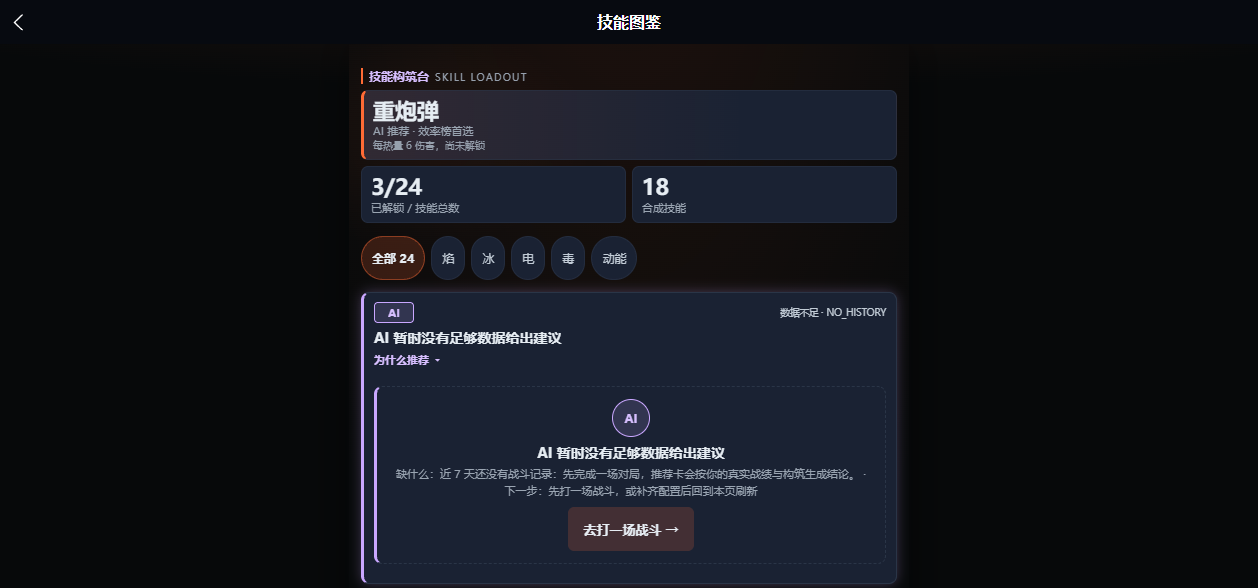 技能图鉴
技能构筑台 SKILL LOADOUT
重炮弹
AI 推荐 · 效率榜首选
每热量 6 伤害，尚未解锁
3/24
已解锁 / 技能总数
18
合成技能
全部 24
焰
冰
电
毒
动能
AI
数据不足 · NO_HISTORY
AI 暂时没有足够数据给出建议
为什么推荐
AI
AI 暂时没有足够数据给出建议
缺什么：近 7 天还没有战斗记录：先完成一场对局，推荐卡会按你的真实战绩与构筑生成结论。 ·
下一步：先打一场战斗，或补齐配置后回到本页刷新
去打一场战斗 →